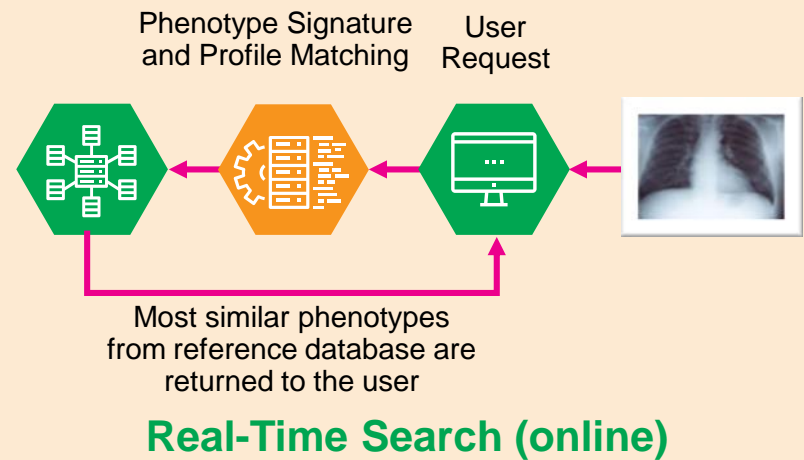 Phenotype Signature
and Profile Matching
User
Request
...
Most similar phenotypes
from reference database are
returned to the user
Real-Time Search (online)